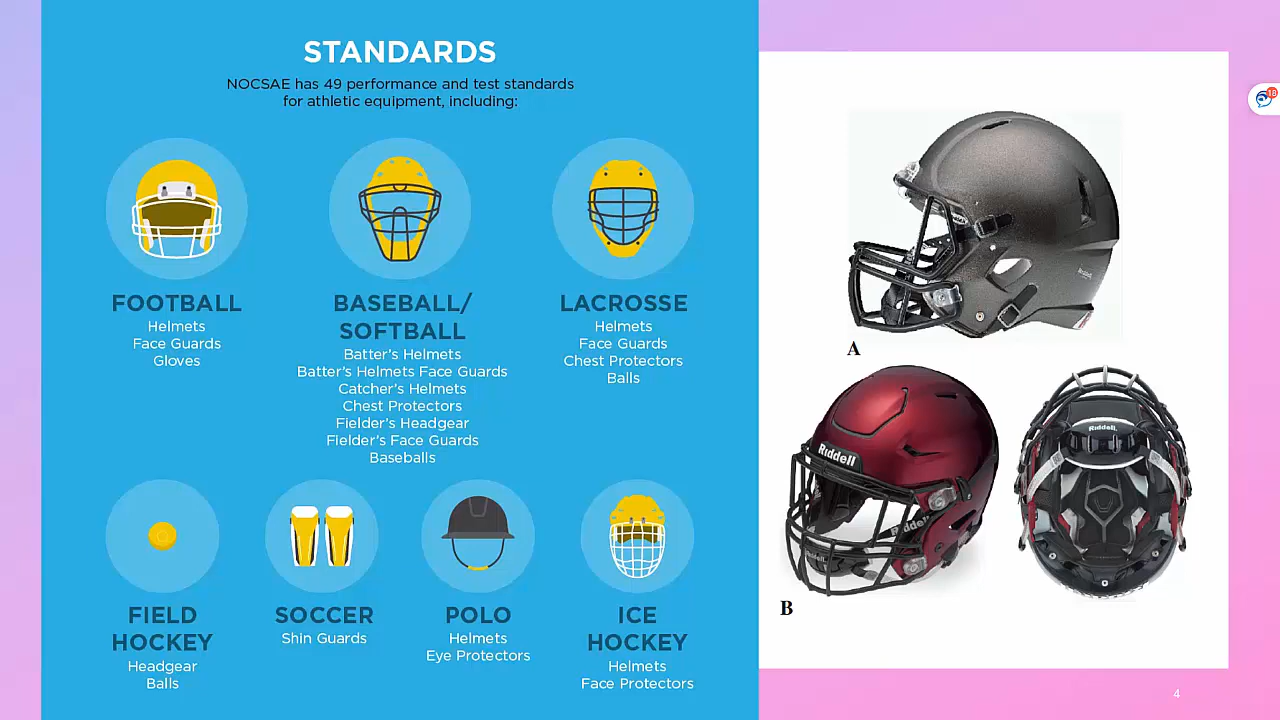 STANDARDS
NOCSAE has 49 performance and test standards
for athletic equipment, including:
FOOTBALL
Helmets
Face Guards
Gloves
BASEBALL/
SOFTBALL
Batter's Helmets
Batter's Helmets Face Guards
Catcher's Helmets
Chest Protectors
Fielder's Headgear
Fielder's Face Guards
Baseballs
LACROSSE
Helmets
Face Guards
Chest Protectors
Balls
FIELD
HOCKEY
Headgear
Balls
SOCCER
Shin Guards
POLO
Helmets
Eye Protectors
ICE
HOCKEY
Helmets
Face Protectors
A
Riddell
Riddell
Riddell
Riddell
B
4
18